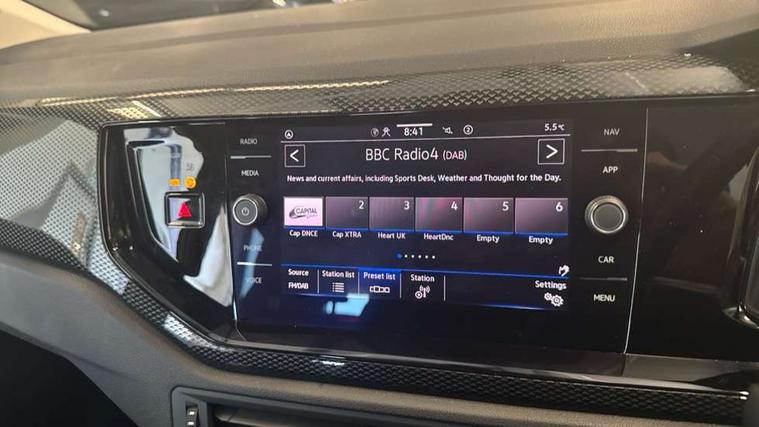 RADIO
MEDIA
PHONE
VOICE
8:41
2
5.5°C
BBC Radio4 (DAB)
News and current affairs, including Sports Desk, Weather and Thought for the Day.
CAPITAL
2
3
4
5
6
Cap DNCE
Cap XTRA
Heart UK
HeartDnc
Empty
Empty
Source
FM/DAB
Station list
Preset list
Station
Settings
NAV
APP
CAR
MENU